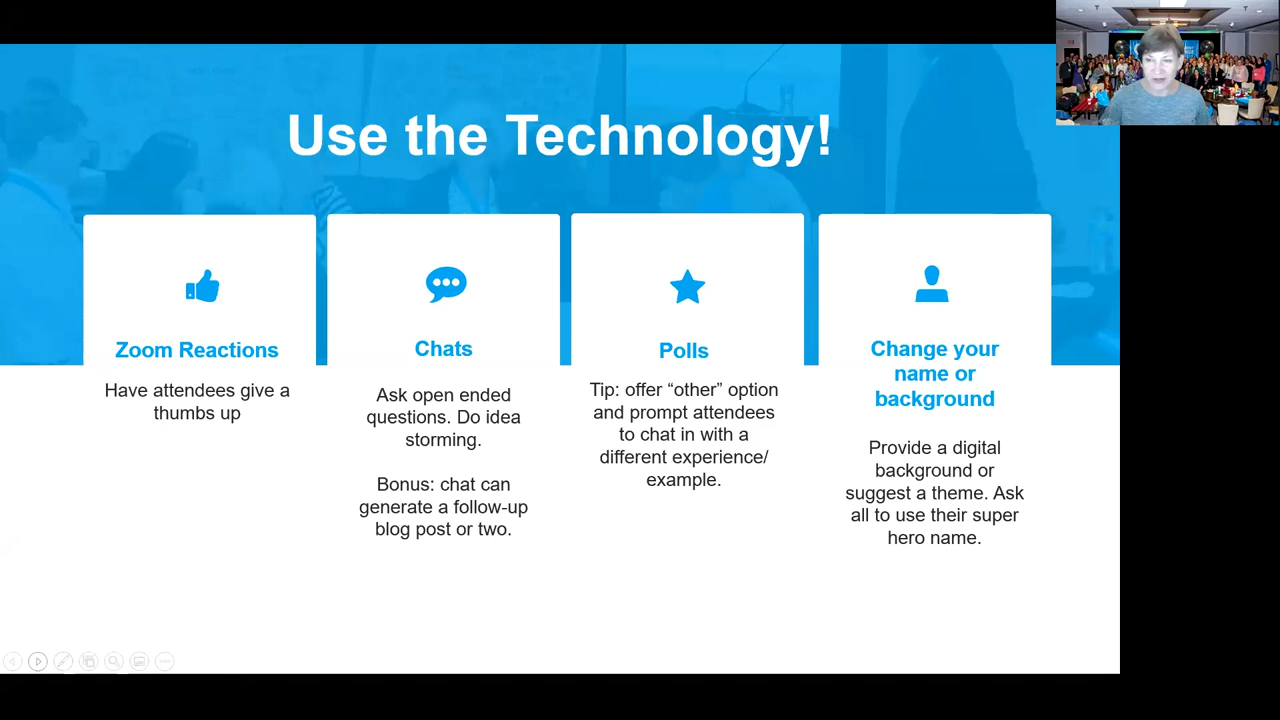 Use the Technology!
Zoom Reactions
Have attendees give a
thumbs up
Chats
Ask open ended
questions. Do idea
storming.
Bonus: chat can
generate a follow-up
blog post or two.
Polls
Tip: offer “other” option
and prompt attendees
to chat in with a
different experience/
example.
Change your
name or
background
Provide a digital
background or
suggest a theme. Ask
all to use their super
hero name.